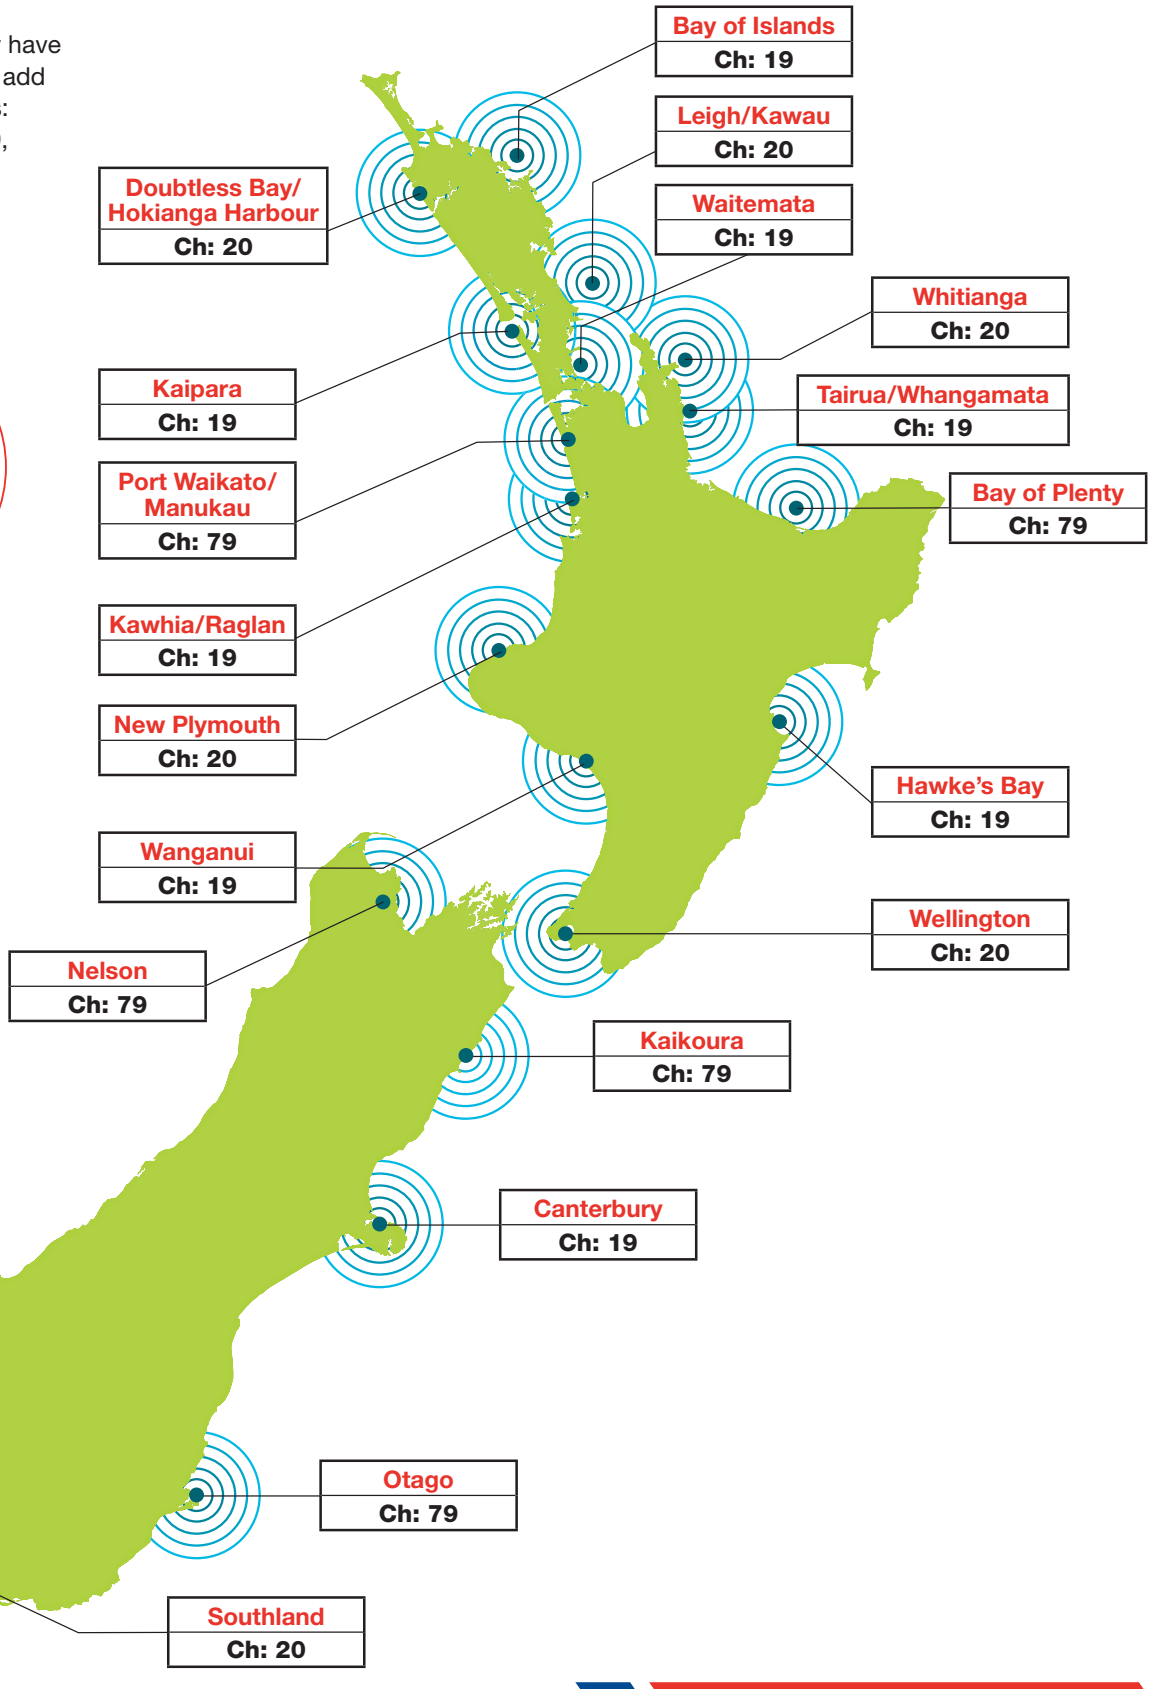 have
add
Bay of Islands
Ch: 19
Leigh/Kawau
Ch: 20
Doubtless Bay/
Hokianga Harbour
Ch: 20
Waitemata
Ch: 19
Whitianga
Ch: 20
Kaipara
Ch: 19
Tairua/Whangamata
Ch: 19
Port Waikato/
Manukau
Ch: 79
Bay of Plenty
Ch: 79
Kawhia/Raglan
Ch: 19
New Plymouth
Ch: 20
Hawke’s Bay
Ch: 19
Wanganui
Ch: 19
Wellington
Ch: 20
Nelson
Ch: 79
Kaikoura
Ch: 79
Canterbury
Ch: 19
Otago
Ch: 79
Southland
Ch: 20